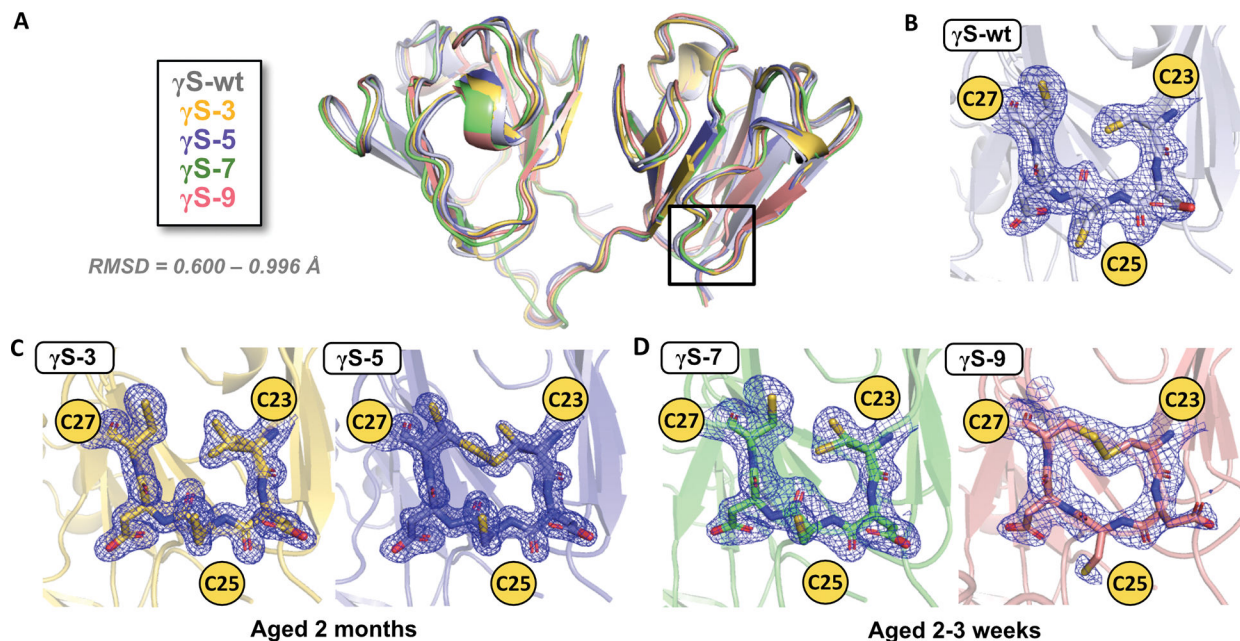 A
γS-wt
γS-3
γS-5
γS-7
γS-9
RMSD = 0.600 – 0.996 Å
B
γS-wt
C27
C23
C25
C
γS-3
C27
C23
C25
γS-5
C27
C23
C25
Aged 2 months
D
γS-7
C27
C23
C25
γS-9
C27
C23
C25
Aged 2-3 weeks